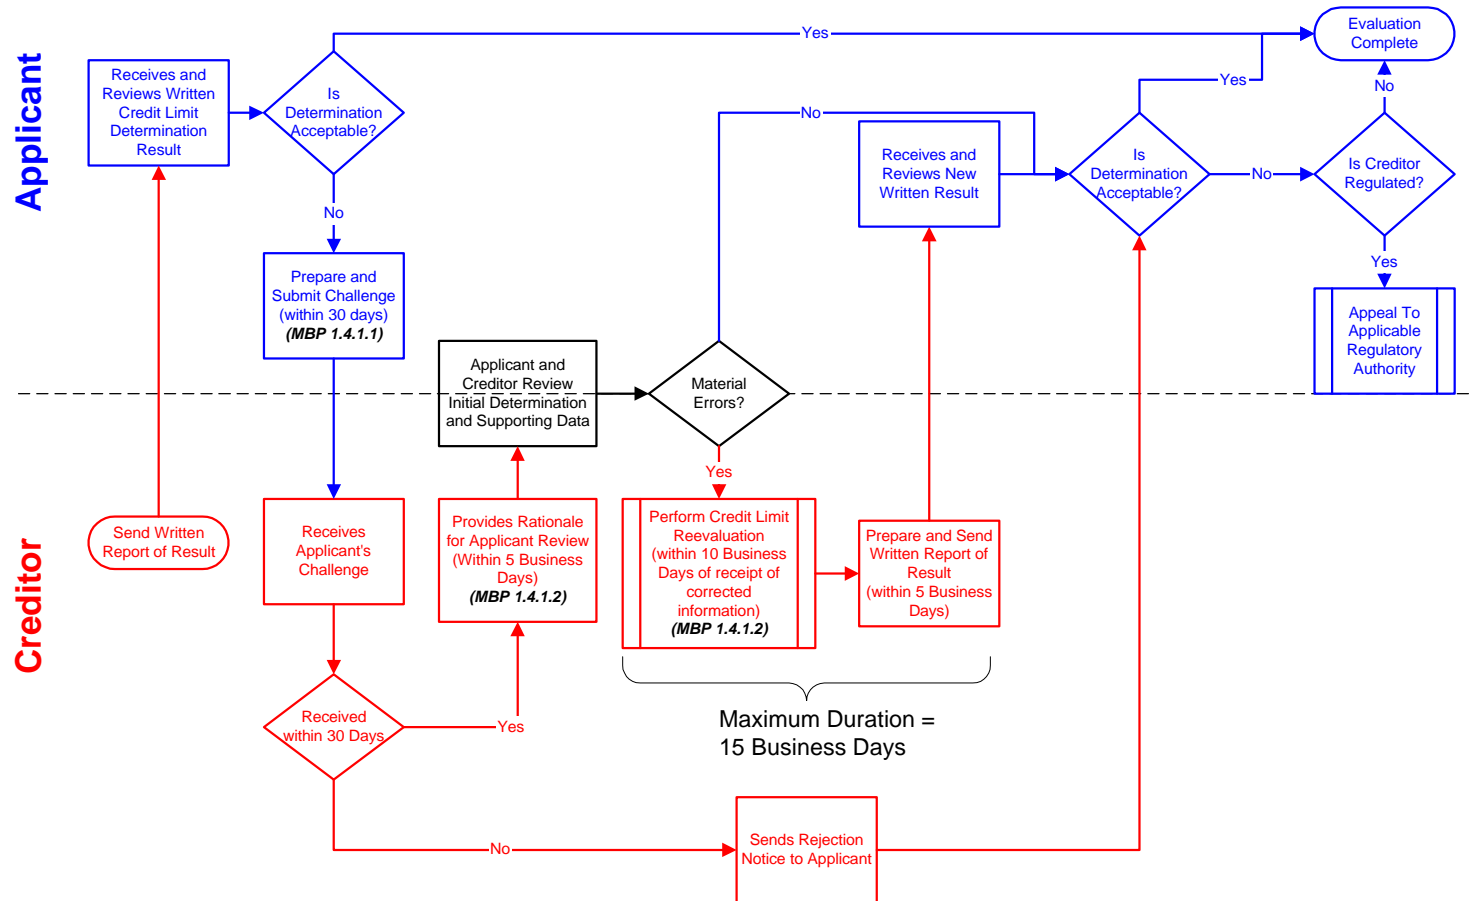 Applicant
Creditor
Receives and
Reviews Written
Credit Limit
Determination
Result
Is
Determination
Acceptable?
Yes
Evaluation
Complete
No
Prepare and
Submit Challenge
(within 30 days)
(MBP 1.4.1.1)
Applicant and
Creditor Review
Initial Determination
and Supporting Data
Material
Errors?
No
Receives and
Reviews New
Written Result
Is
Determination
Acceptable?
Yes
No
Is Creditor
Regulated?
No
Yes
Appeal To
Applicable
Regulatory
Authority
Send Written
Report of Result
Receives
Applicant's
Challenge
Provides Rationale
for Applicant Review
(Within 5 Business
Days)
(MBP 1.4.1.2)
Yes
Perform Credit Limit
Reevaluation
(within 10 Business
Days of receipt of
corrected
information)
(MBP 1.4.1.2)
Prepare and Send
Written Report of
Result
(within 5 Business
Days)
Received
within 30 Days
Yes
Maximum Duration =
15 Business Days
No
Sends Rejection
Notice to Applicant